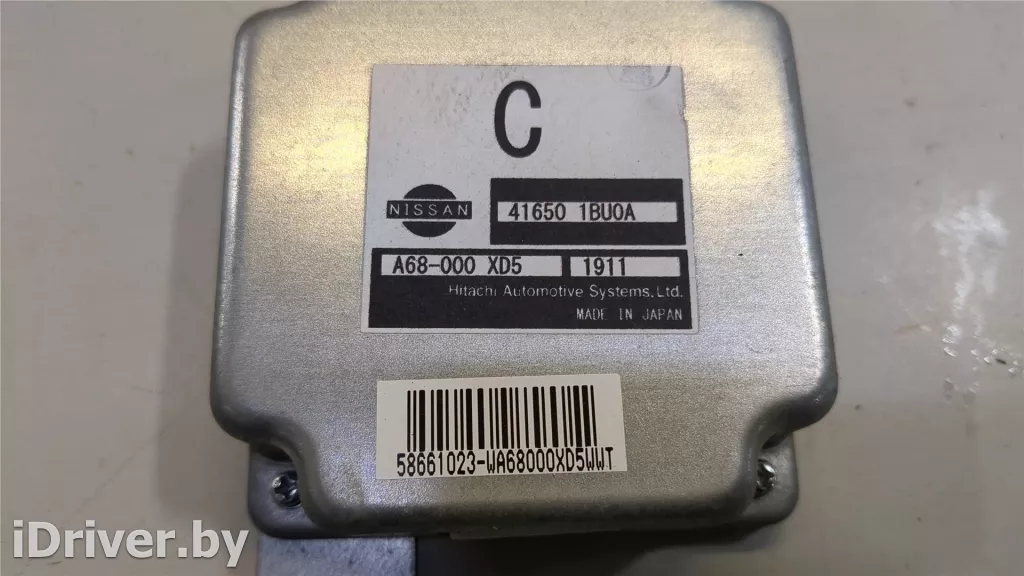 C
NISSAN
41650 1BU0A
A68-000 XD5 1911
Hitachi Automotive Systems, Ltd.
MADE IN JAPAN
58661023-WA68000XD5WWT
iDriver.by